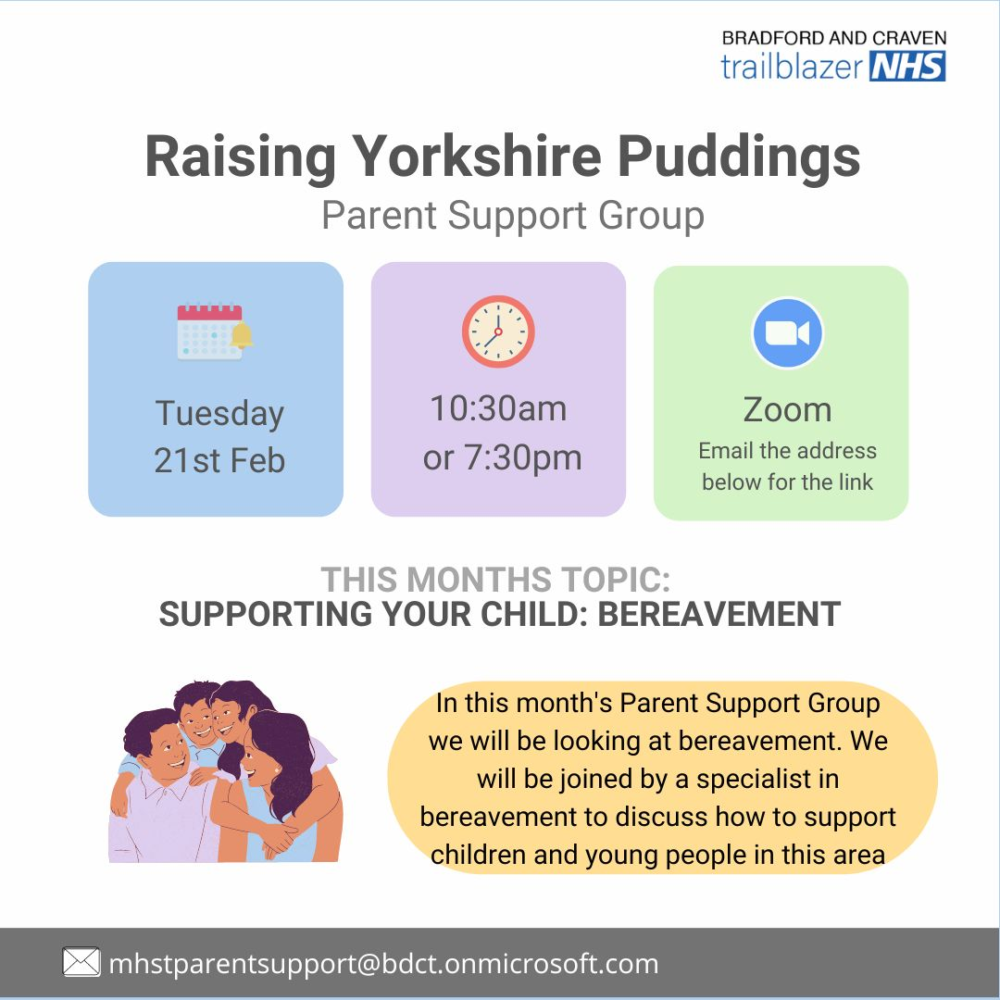 BRADFORD AND CRAVEN
trailblazer NHS
Raising Yorkshire Puddings
Parent Support Group
Tuesday
21st Feb
10:30am
or 7:30pm
Zoom
Email the address
below for the link
THIS MONTHS TOPIC:
SUPPORTING YOUR CHILD: BEREAVEMENT
In this month's Parent Support Group
we will be looking at bereavement. We
will be joined by a specialist in
bereavement to discuss how to support
children and young people in this area
mhstparentsupport@bdct.onmicrosoft.com